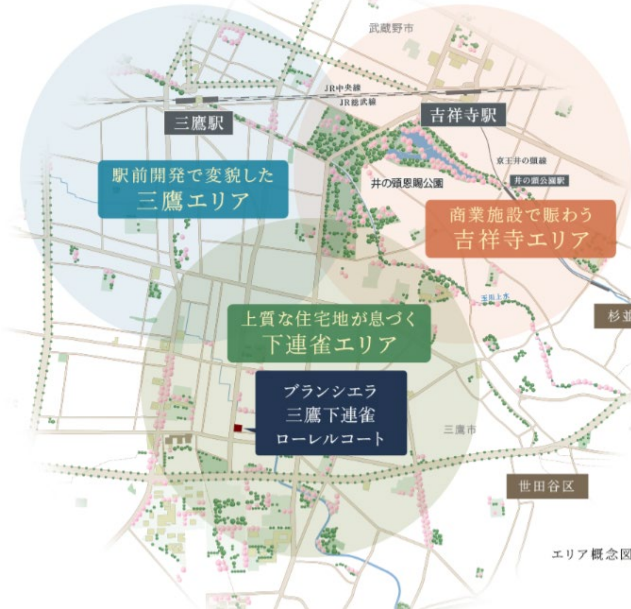 武蔵野市
JR中央線
JR総武線
三鷹駅
吉祥寺駅
京王井の頭線
井の頭恩賜公園
井の頭公園駅
駅前開発で変貌した
三鷹エリア
商業施設で賑わう
吉祥寺エリア
玉川上水
杉並
上質な住宅地が息づく
下連雀エリア
ブランシエラ
三鷹下連雀
ローレルコート
三鷹市
世田谷区
エリア概念図